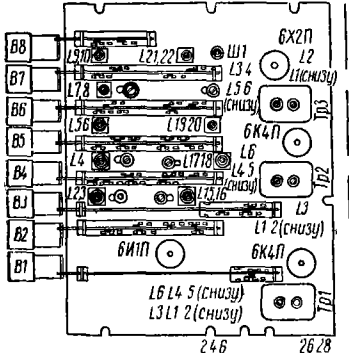 В8
L9,10
L21,22
Ш1
6Х2П
L2
L1(снизу)
В7
L3 4
L7,8
L5 6
(снизу)
Тр3
В6
L5,6
L19 20
6К4П
В5
L6
L4
L17 18
L4 5
(снизу)
Тр2
В4
L2,3
L15,16
L3
В3
L1 2(снизу)
В2
6И1П
6К4П
В1
L6 L4 5 (снизу)
L3 L1 2 (снизу)
Тр1
2 4 6
26 28